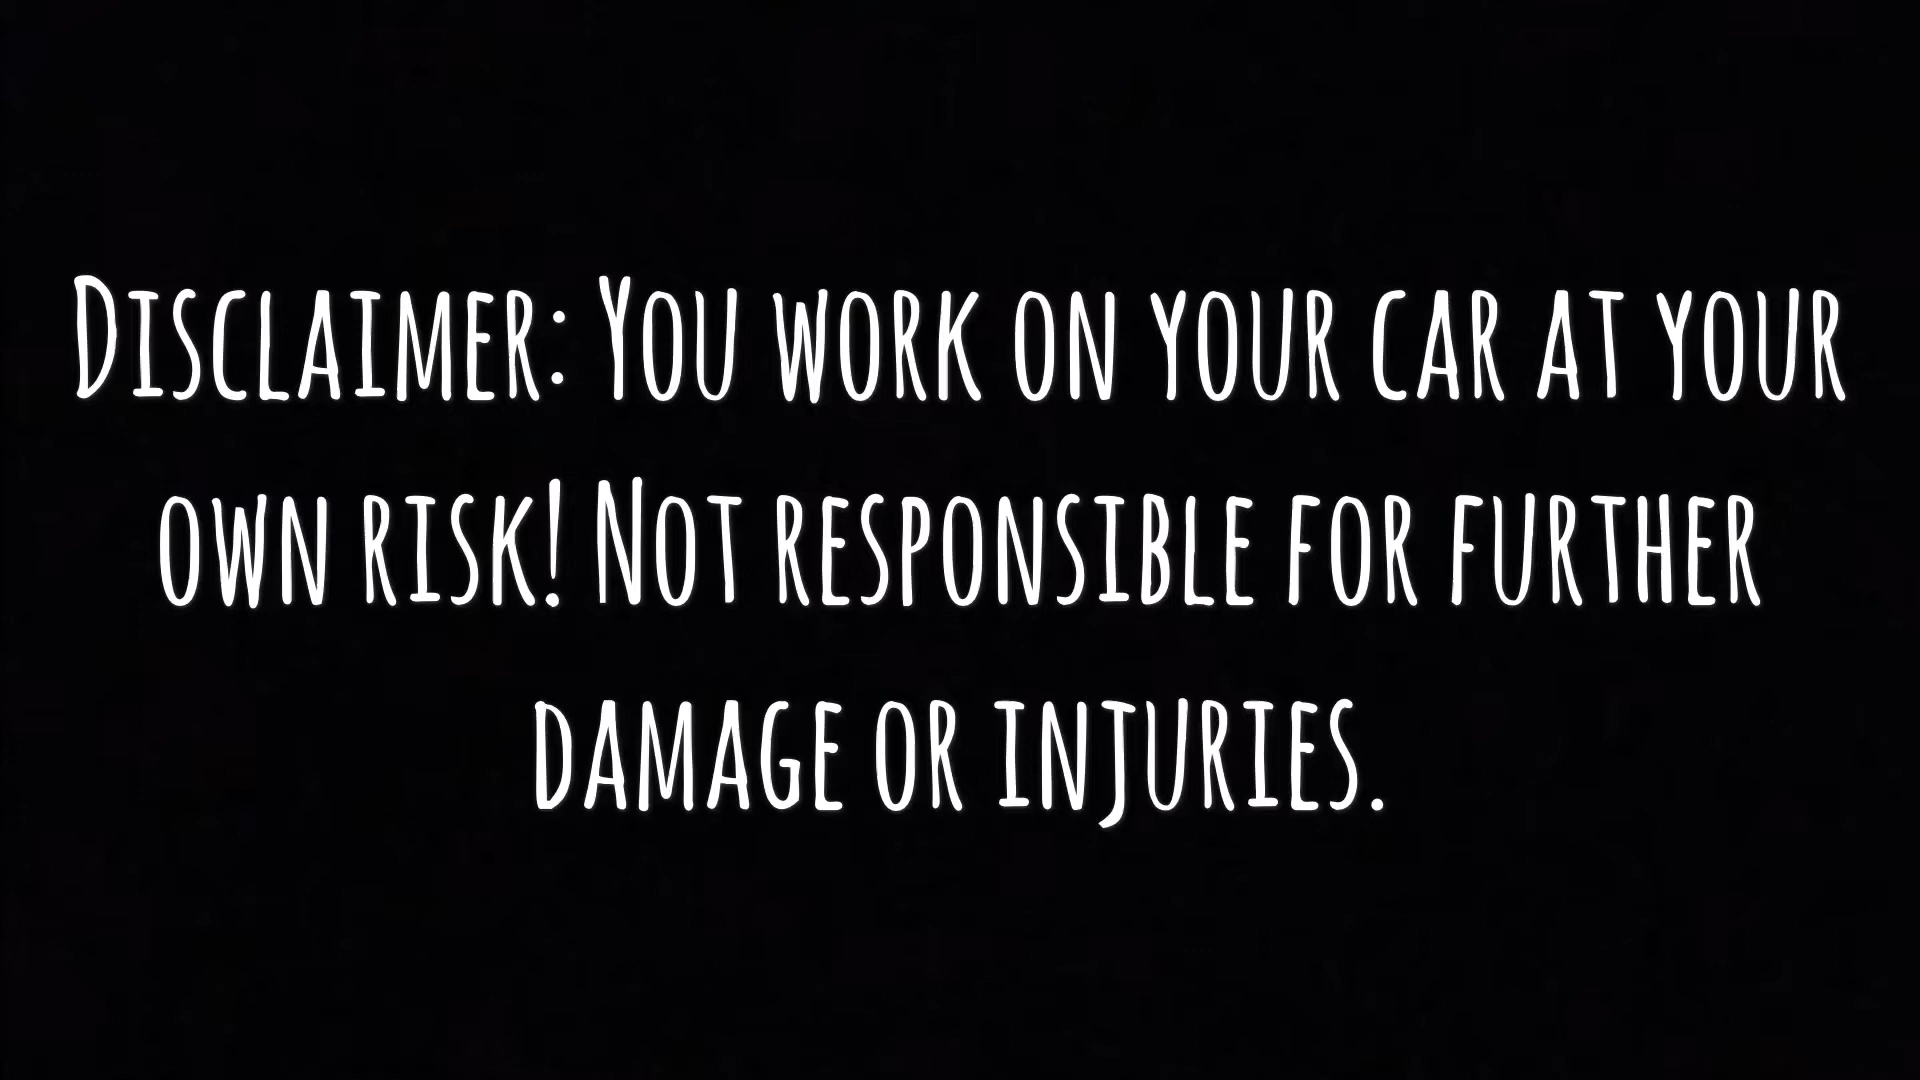 Disclaimer: You work on your car at your
own risk! Not responsible for further
damage or injuries.